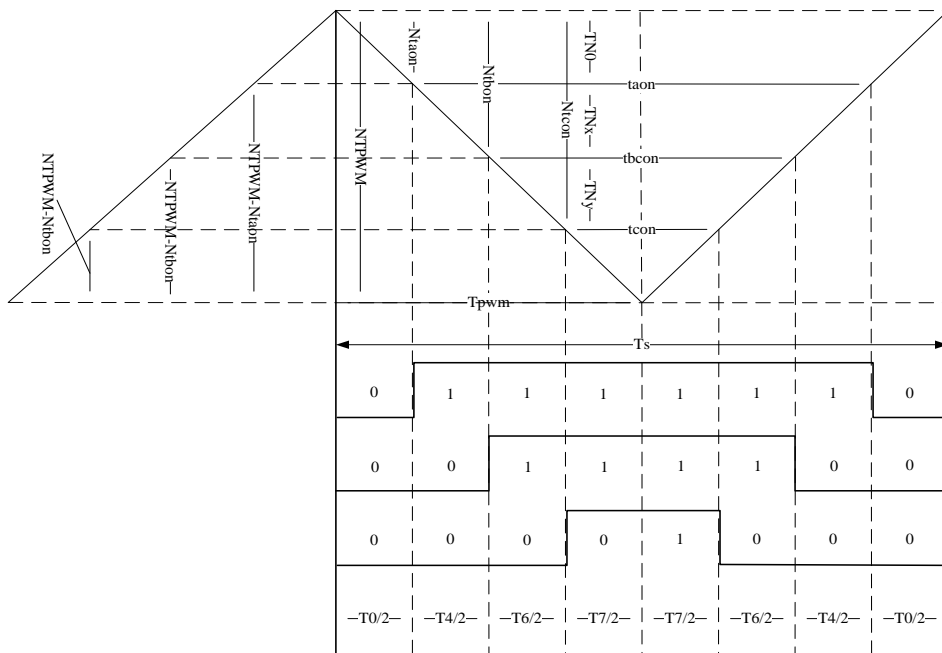 Ntaon
Ntbon
Ntcon
TN0
TNx
TNy
taon
tbcon
tcon
NTPWM
NTPWM-Ntaon
NTPWM-Ntbon
NTPWM-Ntbon
Tpwm
Ts
0 1 1 1 1 1 1 0
0 0 1 1 1 1 0 0
0 0 0 0 1 0 0 0
T0/2 T4/2 T6/2 T7/2 T7/2 T6/2 T4/2 T0/2